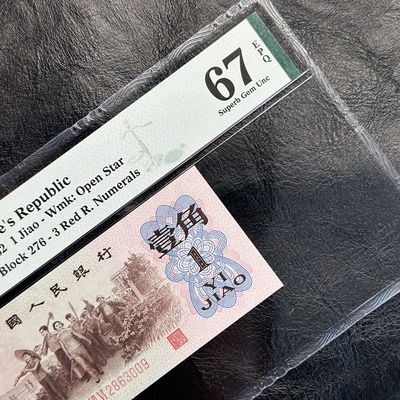 67 EPQ
Superb Gem Unc
e's Republic
62 1 Jiao - Wmk: Open Star
Block 276 - 3 Red R. Numerals
國人民銀行
壹角
1
YI
JIAO
2863009